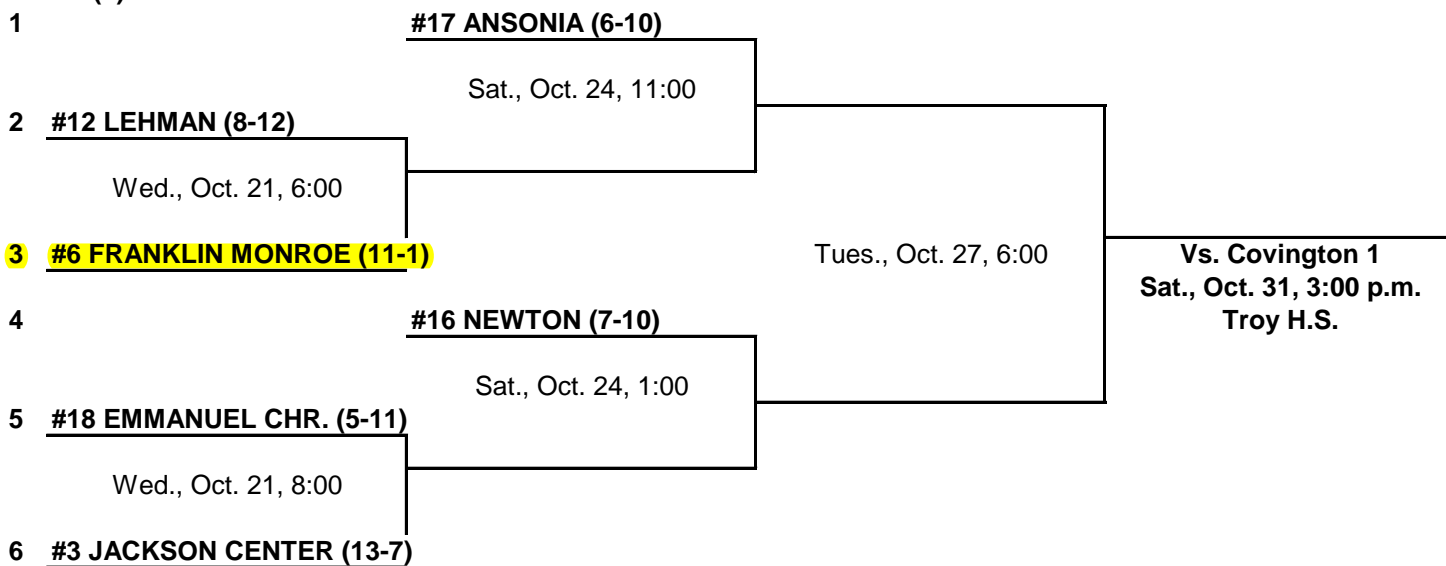 1 #17 ANSONIA (6-10)
Sat., Oct. 24, 11:00
2 #12 LEHMAN (8-12)
Wed., Oct. 21, 6:00
3 #6 FRANKLIN MONROE (11-1)
Tues., Oct. 27, 6:00
Vs. Covington 1
Sat., Oct. 31, 3:00 p.m.
Troy H.S.
4 #16 NEWTON (7-10)
Sat., Oct. 24, 1:00
5 #18 EMMANUEL CHR. (5-11)
Wed., Oct. 21, 8:00
6 #3 JACKSON CENTER (13-7)